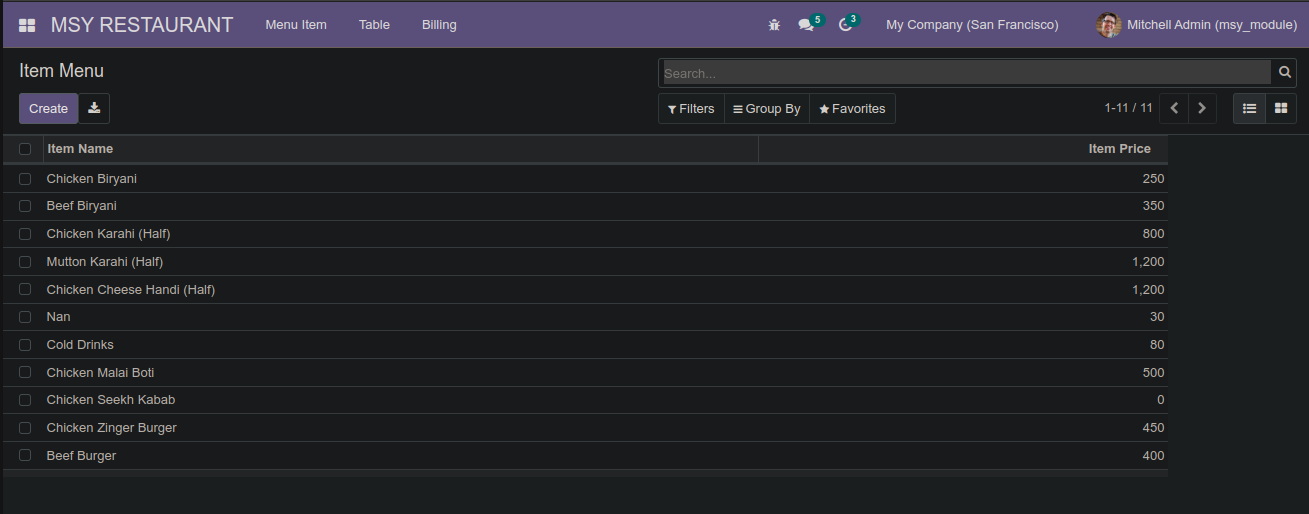 MSY RESTAURANT Menu Item Table Billing 5 3 My Company (San Francisco) Mitchell Admin (msy_module)
Item Menu Search...
Create Filters Group By Favorites 1-11 / 11
Item Name Item Price
Chicken Biryani 250
Beef Biryani 350
Chicken Karahi (Half) 800
Mutton Karahi (Half) 1,200
Chicken Cheese Handi (Half) 1,200
Nan 30
Cold Drinks 80
Chicken Malai Boti 500
Chicken Seekh Kabab 0
Chicken Zinger Burger 450
Beef Burger 400